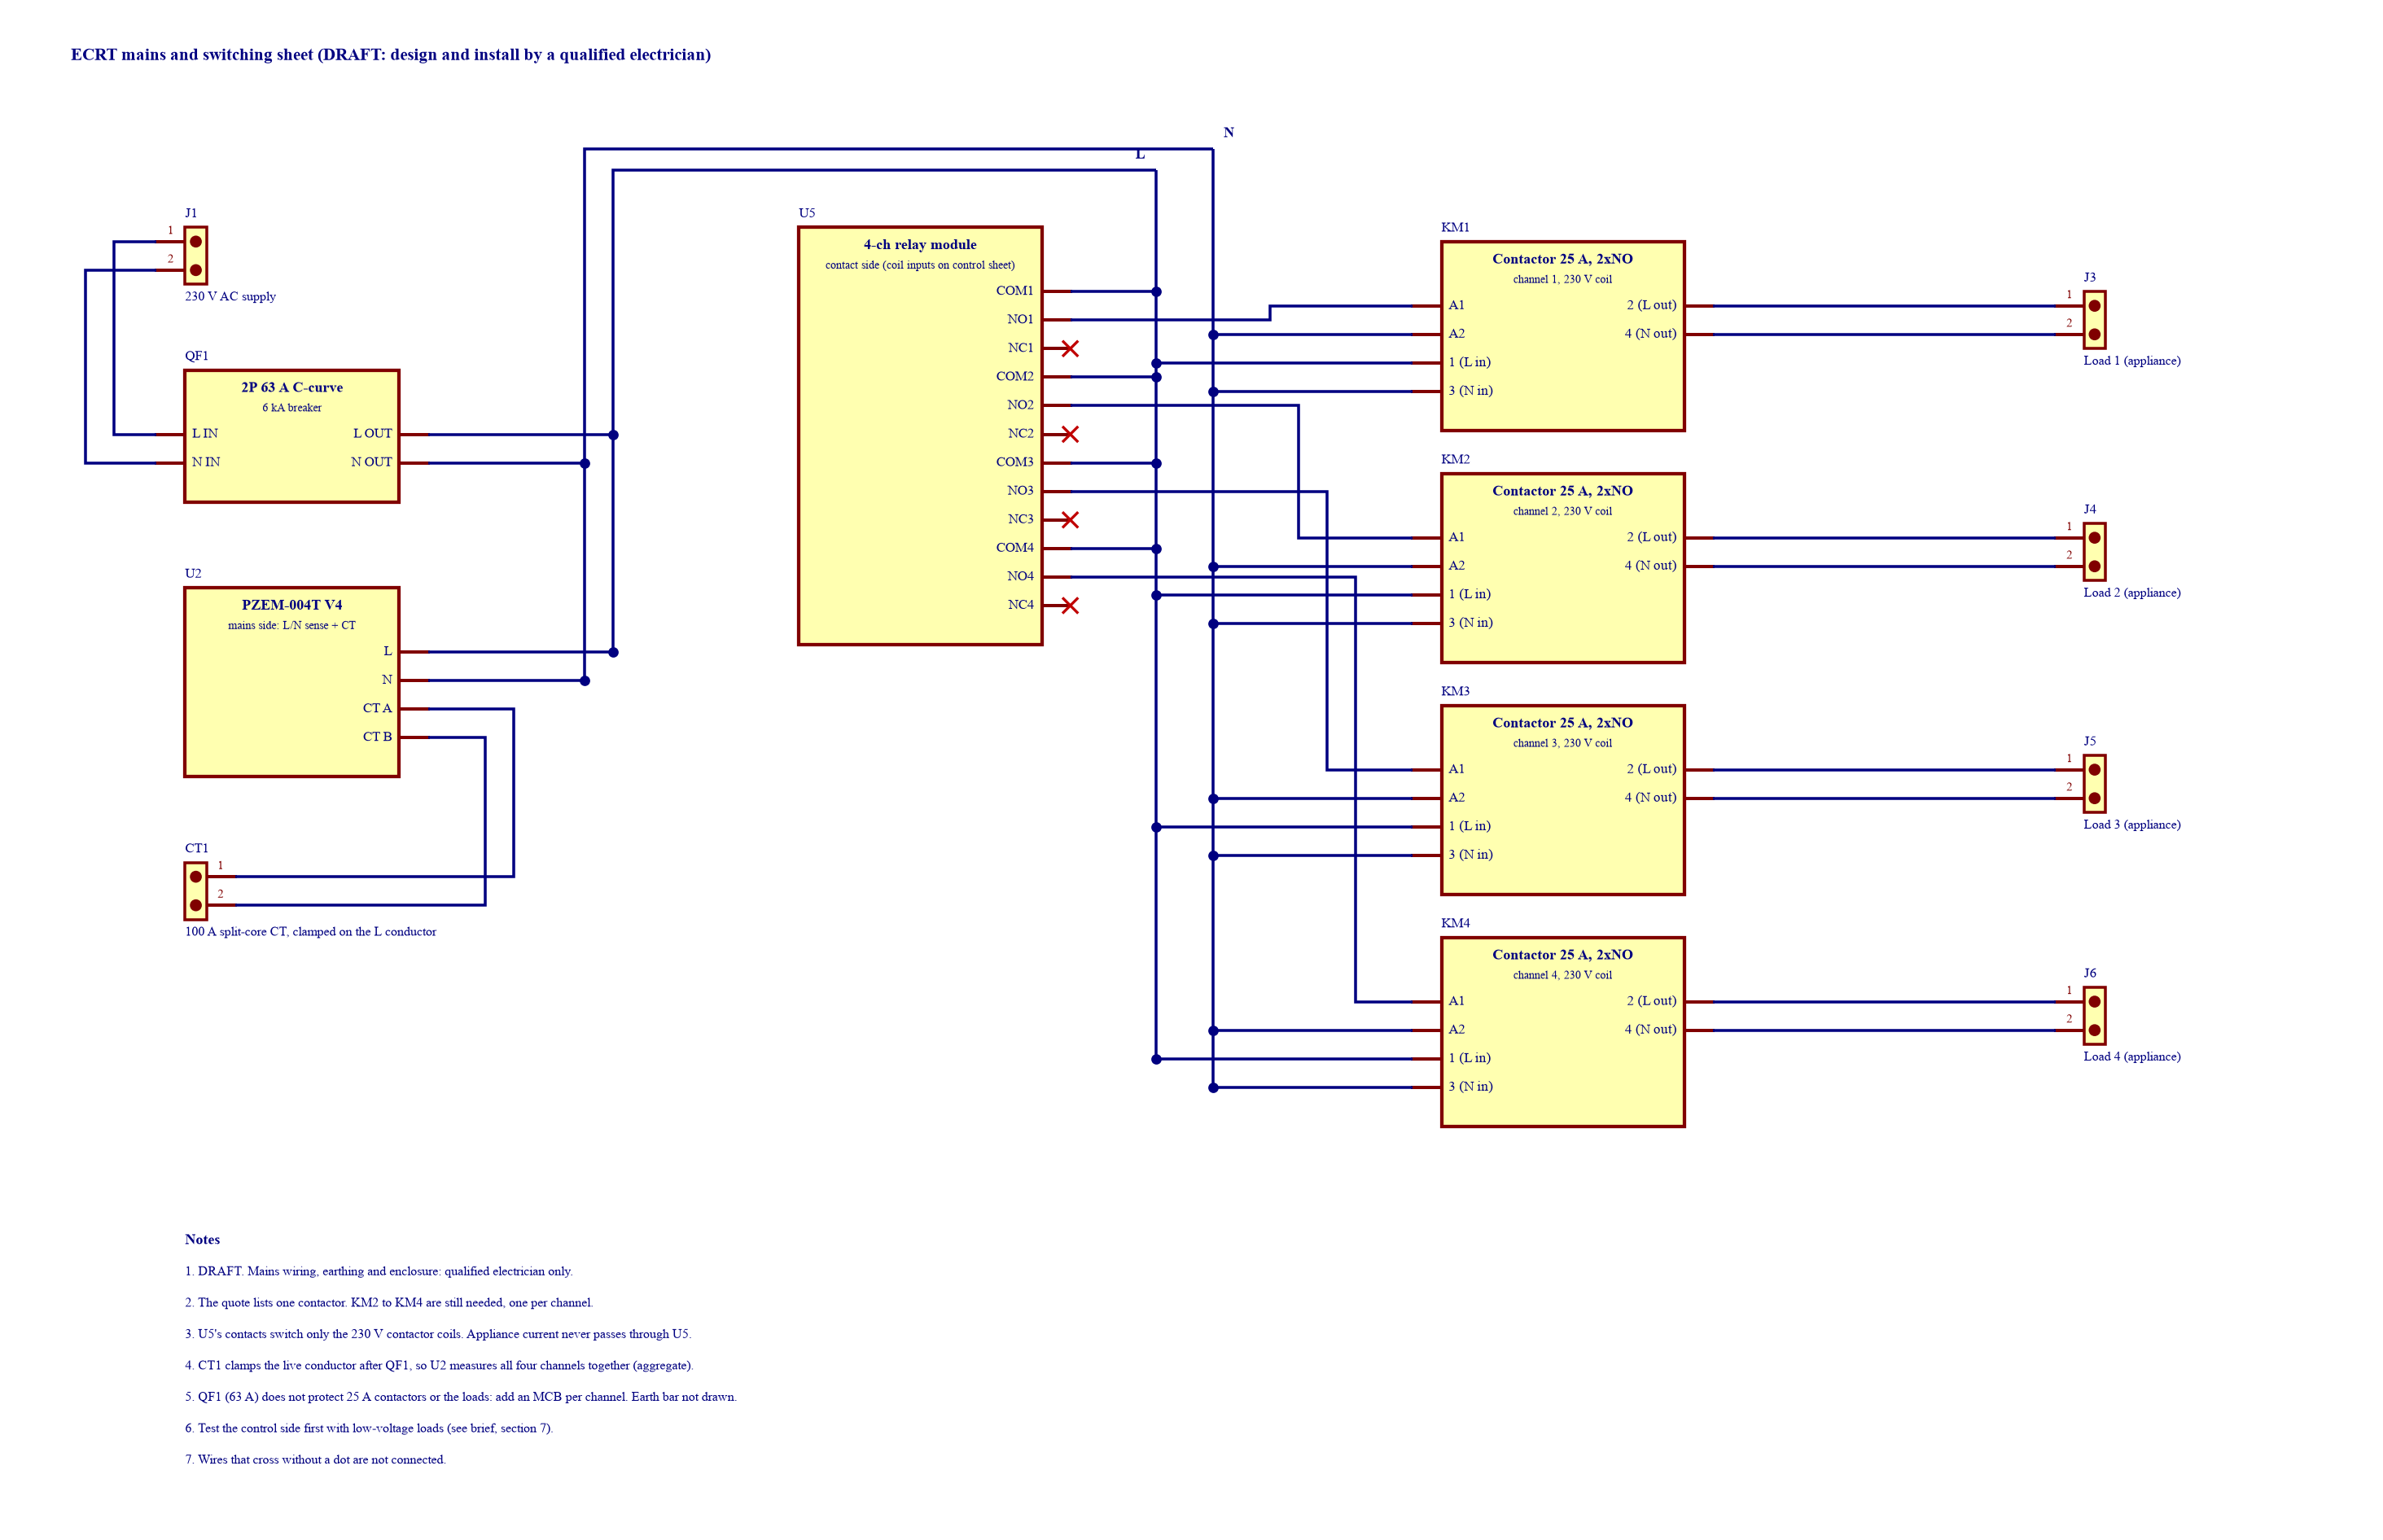 ECRT mains and switching sheet (DRAFT: design and install by a qualified electrician)
N
L
J1
1
2
230 V AC supply
QF1
2P 63 A C-curve
6 kA breaker
L IN
L OUT
N IN
N OUT
U2
PZEM-004T V4
mains side: L/N sense + CT
L
N
CT A
CT B
CT1
1
2
100 A split-core CT, clamped on the L conductor
U5
4-ch relay module
contact side (coil inputs on control sheet)
COM1
NO1
NC1
COM2
NO2
NC2
COM3
NO3
NC3
COM4
NO4
NC4
KM1
Contactor 25 A, 2xNO
channel 1, 230 V coil
A1
2 (L out)
A2
4 (N out)
1 (L in)
3 (N in)
J3
1
2
Load 1 (appliance)
KM2
Contactor 25 A, 2xNO
channel 2, 230 V coil
A1
2 (L out)
A2
4 (N out)
1 (L in)
3 (N in)
J4
1
2
Load 2 (appliance)
KM3
Contactor 25 A, 2xNO
channel 3, 230 V coil
A1
2 (L out)
A2
4 (N out)
1 (L in)
3 (N in)
J5
1
2
Load 3 (appliance)
KM4
Contactor 25 A, 2xNO
channel 4, 230 V coil
A1
2 (L out)
A2
4 (N out)
1 (L in)
3 (N in)
J6
1
2
Load 4 (appliance)
Notes
1. DRAFT. Mains wiring, earthing and enclosure: qualified electrician only.
2. The quote lists one contactor. KM2 to KM4 are still needed, one per channel.
3. U5's contacts switch only the 230 V contactor coils. Appliance current never passes through U5.
4. CT1 clamps the live conductor after QF1, so U2 measures all four channels together (aggregate).
5. QF1 (63 A) does not protect 25 A contactors or the loads: add an MCB per channel. Earth bar not drawn.
6. Test the control side first with low-voltage loads (see brief, section 7).
7. Wires that cross without a dot are not connected.